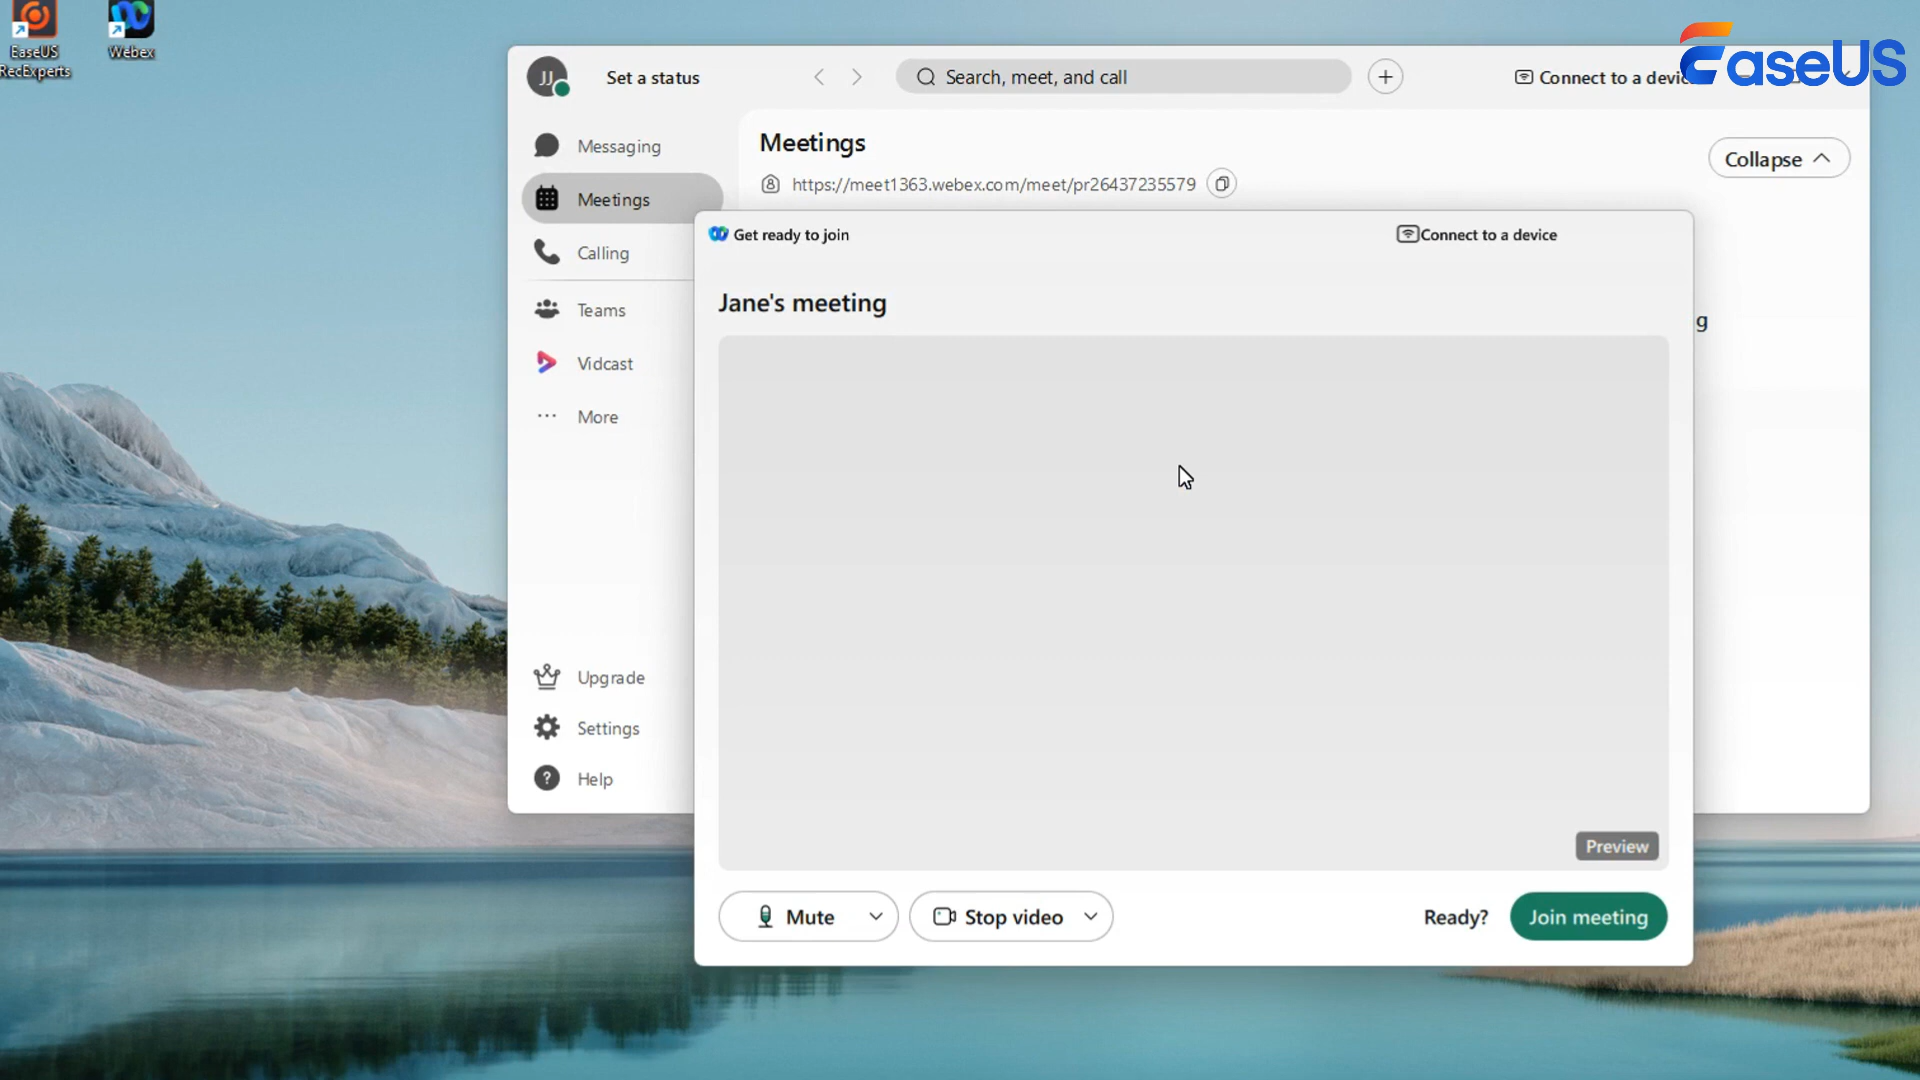 EaseUS
RecExperts
Webex
EaseUS
JJ
Set a status
Search, meet, and call
Connect to a devic
Messaging
Meetings
Calling
Teams
Vidcast
More
Upgrade
Settings
Help
Meetings
https://meet1363.webex.com/meet/pr26437235579
Collapse
g
Get ready to join
Connect to a device
Jane's meeting
Preview
Mute
Stop video
Ready?
Join meeting